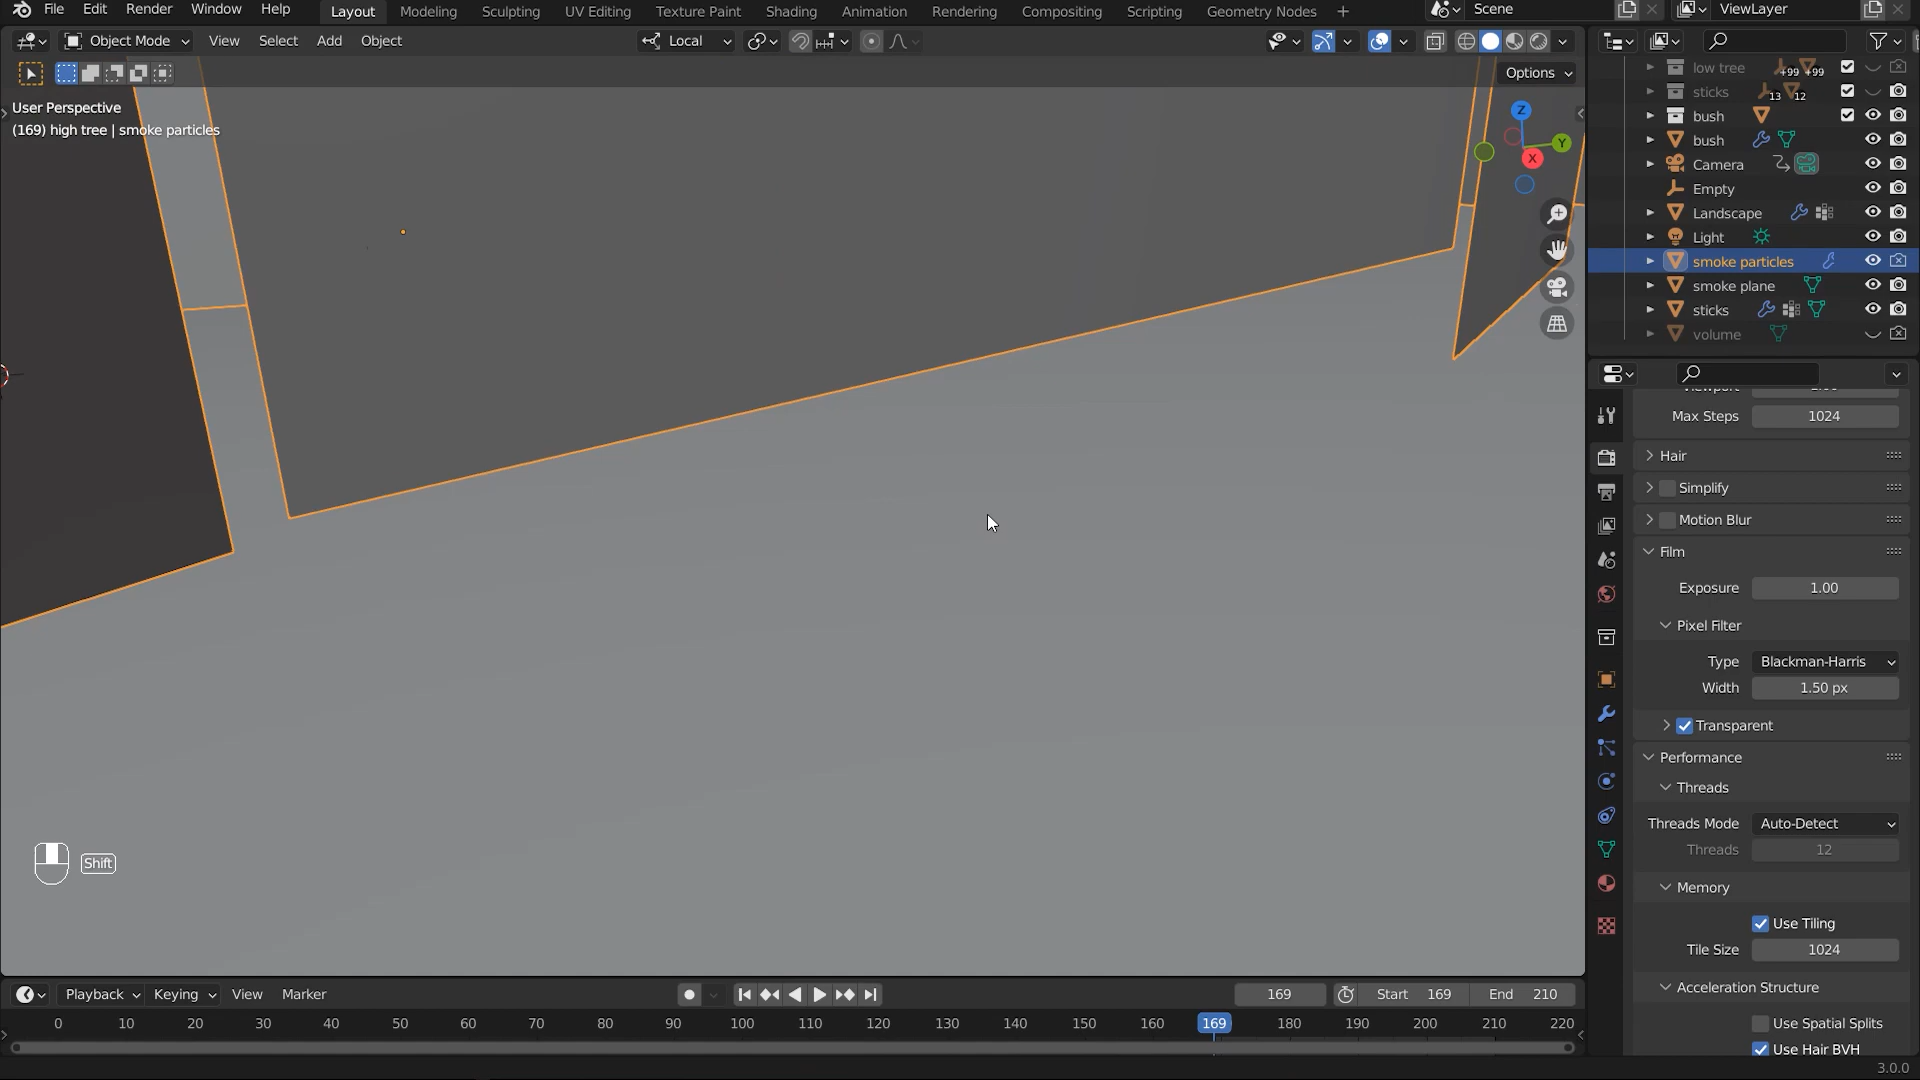 File Edit Render Window Help Layout Modeling Sculpting UV Editing Texture Paint Shading Animation Rendering Compositing Scripting Geometry Nodes + Scene ViewLayer
Object Mode View Select Add Object Local
Options
User Perspective
(169) high tree | smoke particles
Z
Y
X
low tree +99 +99
sticks 13 12
bush
bush
Camera
Empty
Landscape
Light
smoke particles
smoke plane
sticks
volume
Max Steps 1024
Hair
Simplify
Motion Blur
Film
Exposure 1.00
Pixel Filter
Type Blackman-Harris
Width 1.50 px
Transparent
Performance
Threads
Threads Mode Auto-Detect
Threads 12
Memory
Use Tiling
Tile Size 1024
Acceleration Structure
Use Spatial Splits
Use Hair BVH
Shift
Playback Keying View Marker 169 Start 169 End 210
0 10 20 30 40 50 60 70 80 90 100 110 120 130 140 150 160 169 180 190 200 210 220
3.0.0